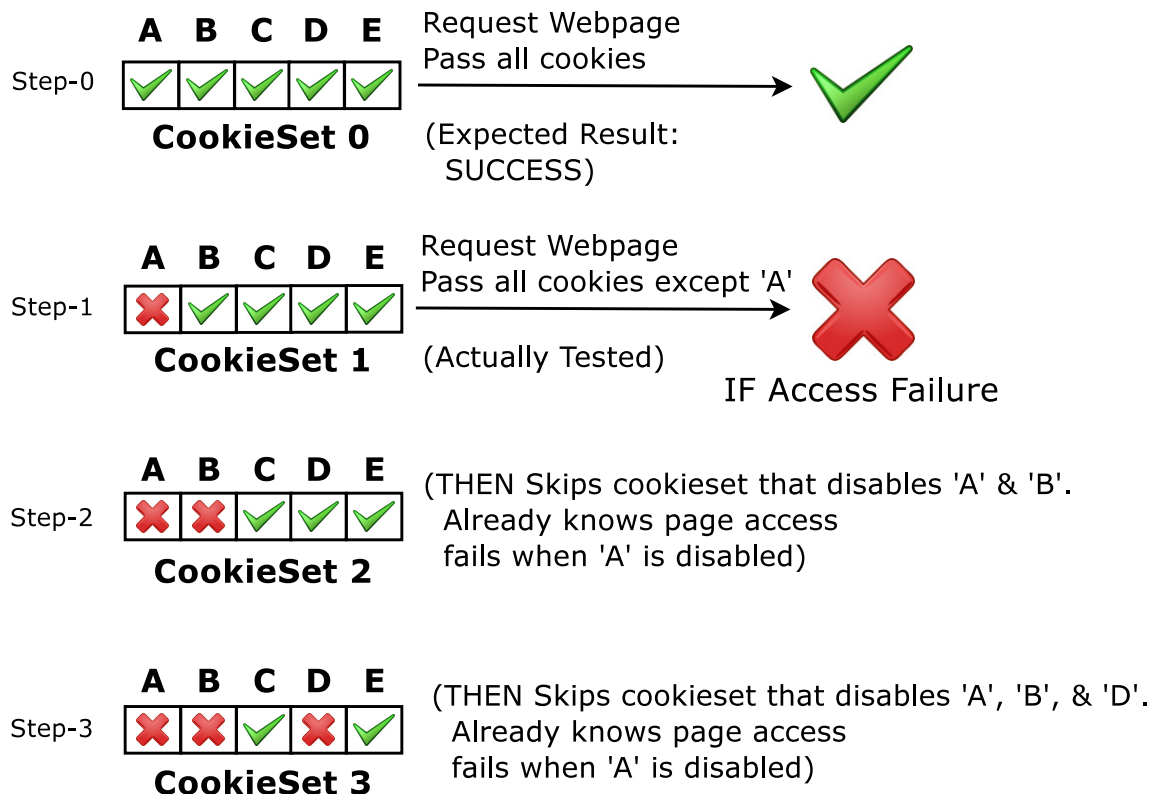 A B C D E
Step-0
CookieSet 0
Request Webpage
Pass all cookies
(Expected Result:
SUCCESS)
A B C D E
Step-1
CookieSet 1
Request Webpage
Pass all cookies except 'A'
(Actually Tested)
IF Access Failure
A B C D E
Step-2
CookieSet 2
(THEN Skips cookieset that disables 'A' & 'B'.
Already knows page access
fails when 'A' is disabled)
A B C D E
Step-3
CookieSet 3
(THEN Skips cookieset that disables 'A', 'B', & 'D'.
Already knows page access
fails when 'A' is disabled)